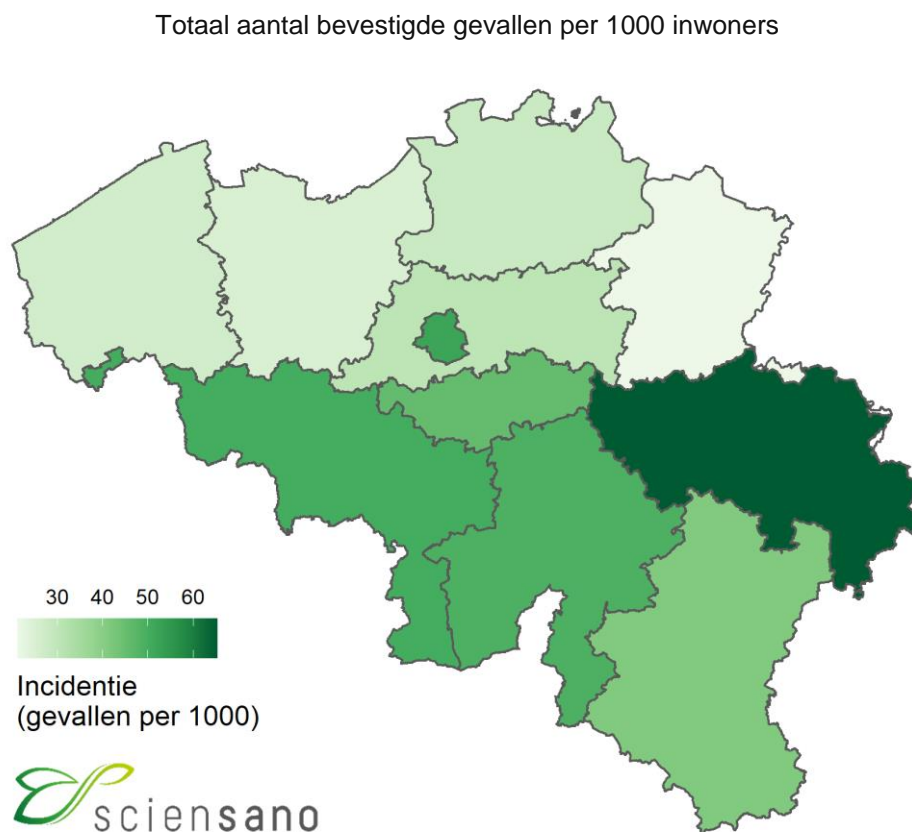 Totaal aantal bevestigde gevallen per 1000 inwoners
30 40 50 60
Incidentie
(gevallen per 1000)
sciensano